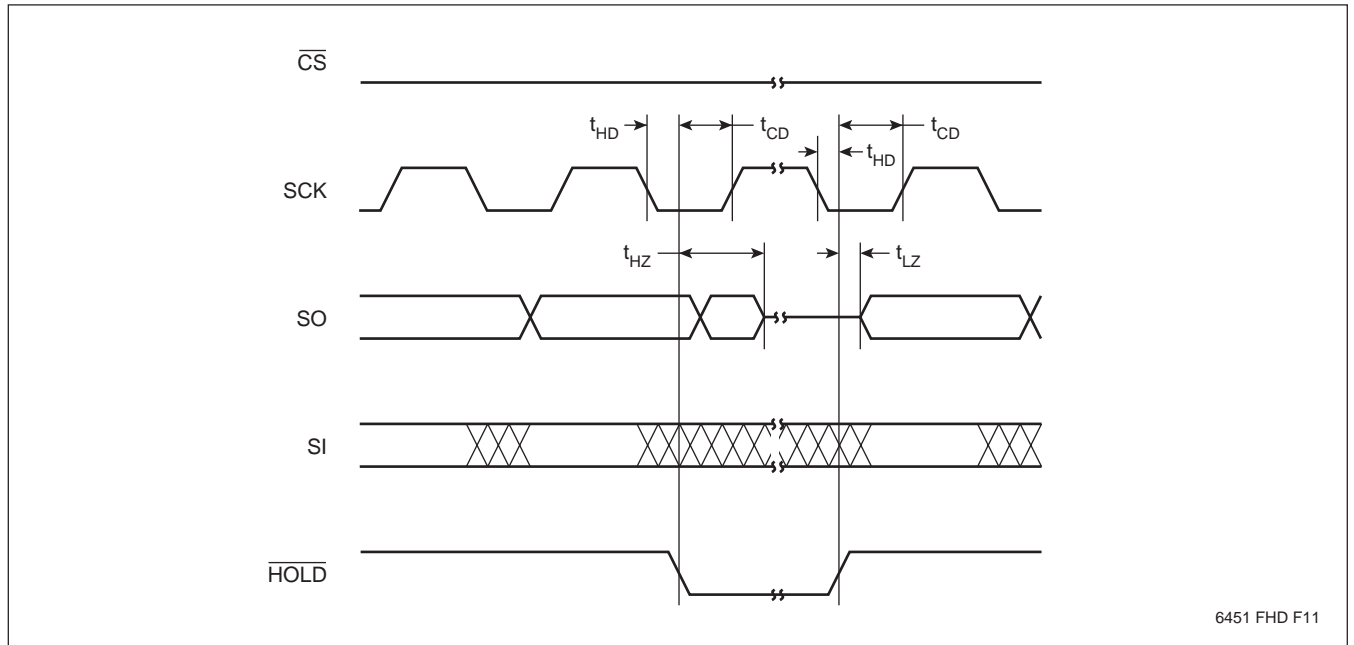 CS
tHD
tCD
tCD
tHD
SCK
tHZ
tLZ
SO
SI
HOLD
6451 FHD F11